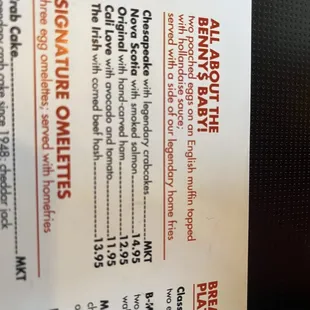 ALL ABOUT THE
BENNY$ BABY!
two poached eggs on an English muffin topped
with hollandaise sauce;
served with a side of our legendary home fries
Chesapeake with legendary crabcakes..........MKT
Nova Scotia with smoked salmon..........14.95
Original with hand-carved ham..........12.95
Cali Love with avocado and tomato..........11.95
The Irish with corned beef hash..........13.95
SIGNATURE OMELETTES
three egg omelettes; served with homefries
Crab Cake..........MKT
legendary crab cake since 1948; cheddar jack
BRE
PLA
Class
two e
B-
two